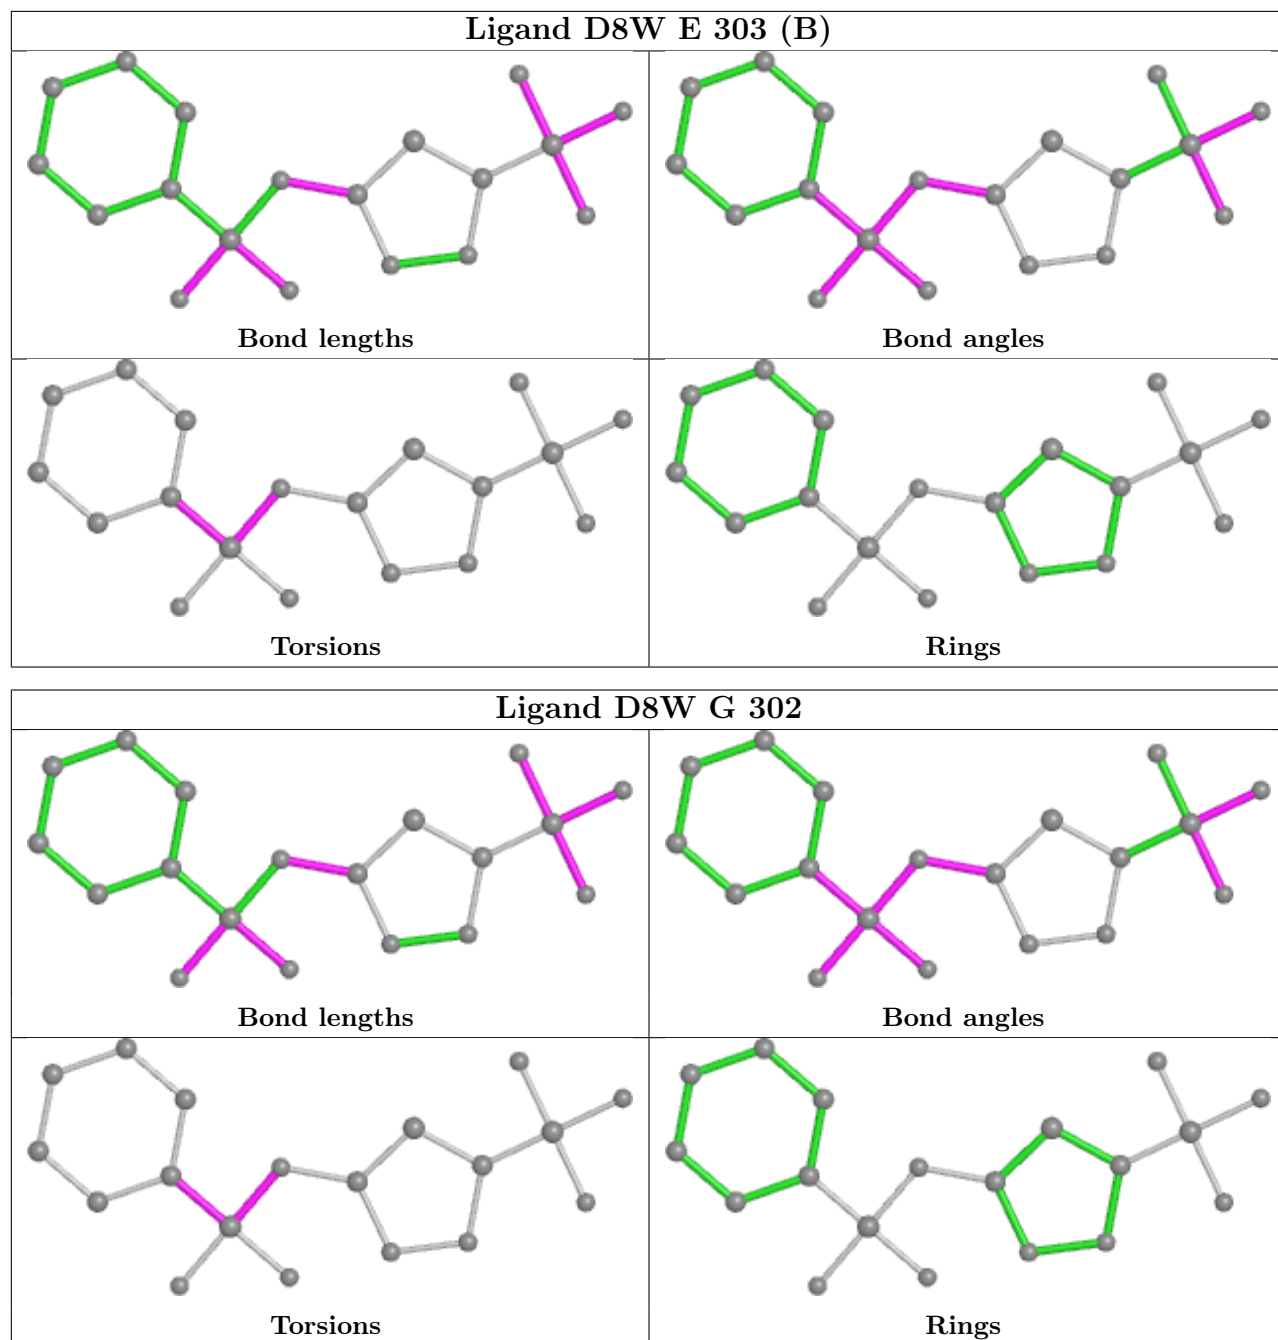 Ligand D8W E 303 (B)
Bond lengths
Bond angles
Torsions
Rings
Ligand D8W G 302
Bond lengths
Bond angles
Torsions
Rings